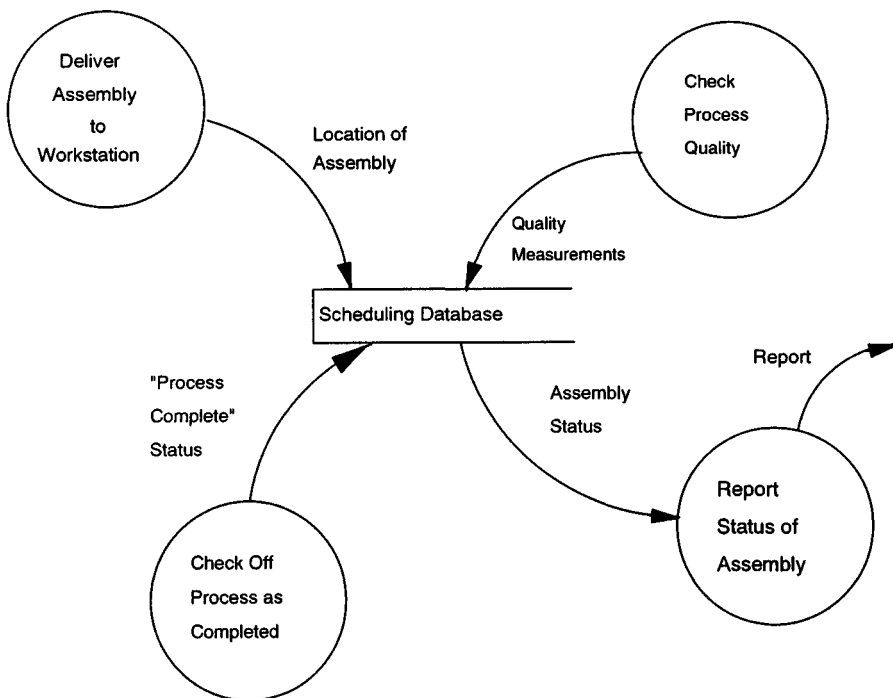 Deliver
Assembly
to
Workstation
Location of
Assembly
Check
Process
Quality
Quality
Measurements
Scheduling Database
"Process
Complete"
Status
Assembly
Status
Report
Report
Status of
Assembly
Check Off
Process as
Completed